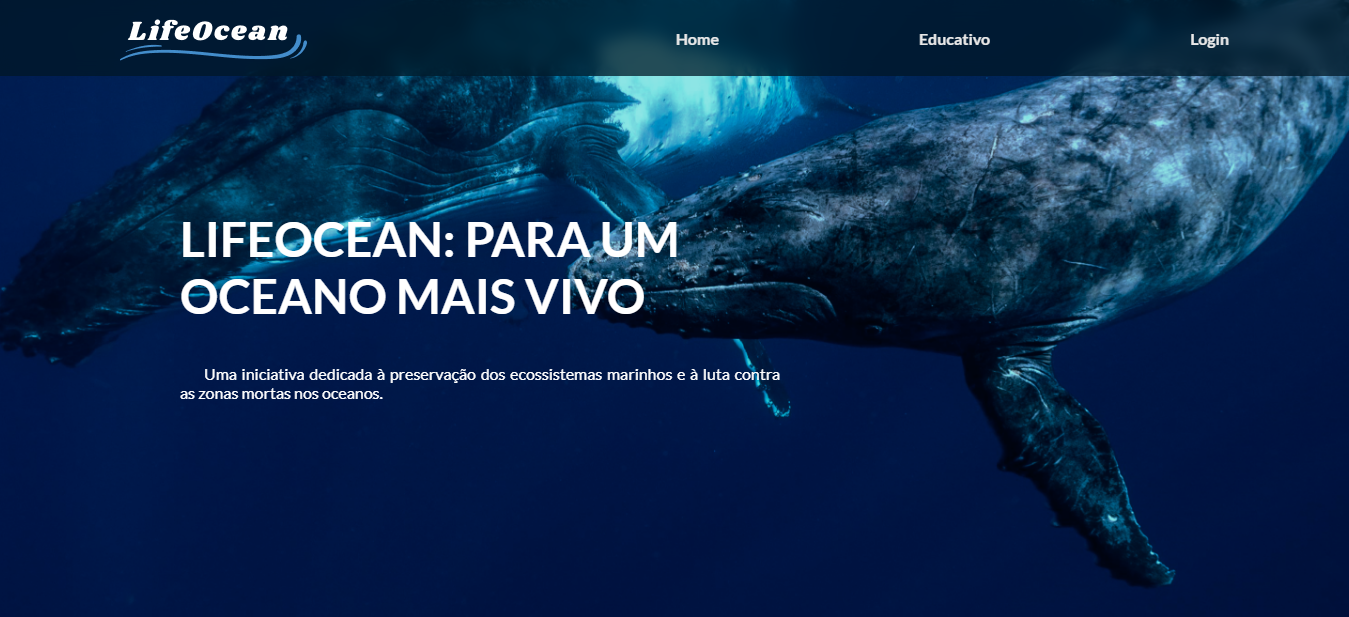 LifeOcean
Home
Educativo
Login
LIFEOCEAN: PARA UM
OCEANO MAIS VIVO
Uma iniciativa dedicada à preservação dos ecossistemas marinhos e à luta contra
as zonas mortas nos oceanos.